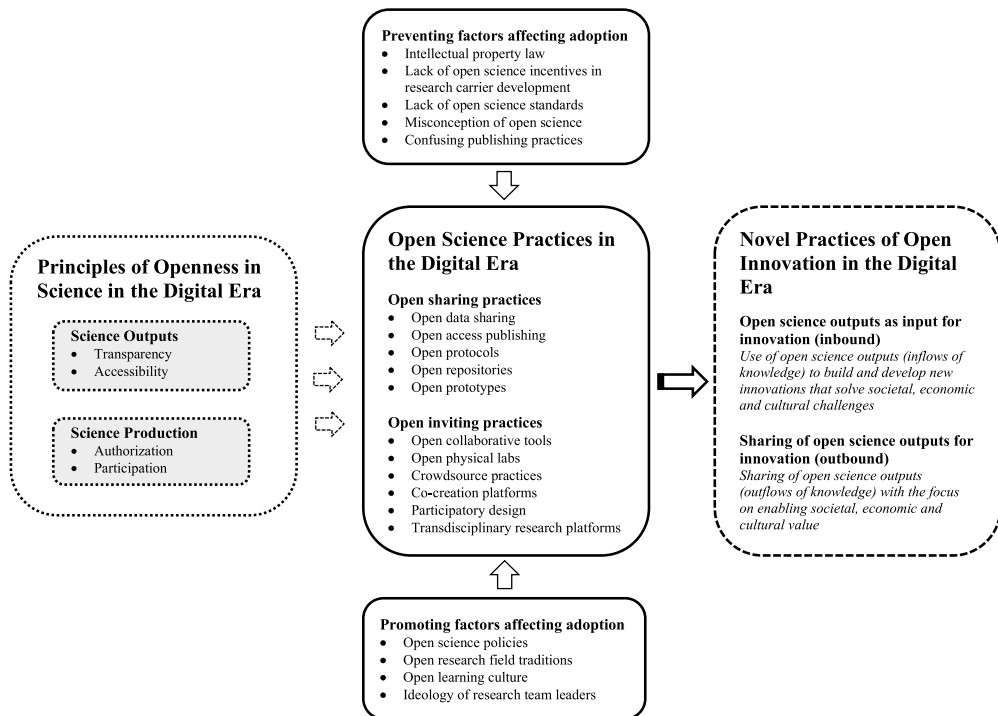 Preventing factors affecting adoption
• Intellectual property law
• Lack of open science incentives in
research carrier development
• Lack of open science standards
• Misconception of open science
• Confusing publishing practices
Principles of Openness in
Science in the Digital Era
Science Outputs
• Transparency
• Accessibility
Science Production
• Authorization
• Participation
Open Science Practices in
the Digital Era
Open sharing practices
• Open data sharing
• Open access publishing
• Open protocols
• Open repositories
• Open prototypes
Open inviting practices
• Open collaborative tools
• Open physical labs
• Crowdsource practices
• Co-creation platforms
• Participatory design
• Transdisciplinary research platforms
Novel Practices of Open
Innovation in the Digital
Era
Open science outputs as input for
innovation (inbound)
Use of open science outputs (inflows of
knowledge) to build and develop new
innovations that solve societal, economic
and cultural challenges
Sharing of open science outputs for
innovation (outbound)
Sharing of open science outputs
(outflows of knowledge) with the focus
on enabling societal, economic and
cultural value
Promoting factors affecting adoption
• Open science policies
• Open research field traditions
• Open learning culture
• Ideology of research team leaders